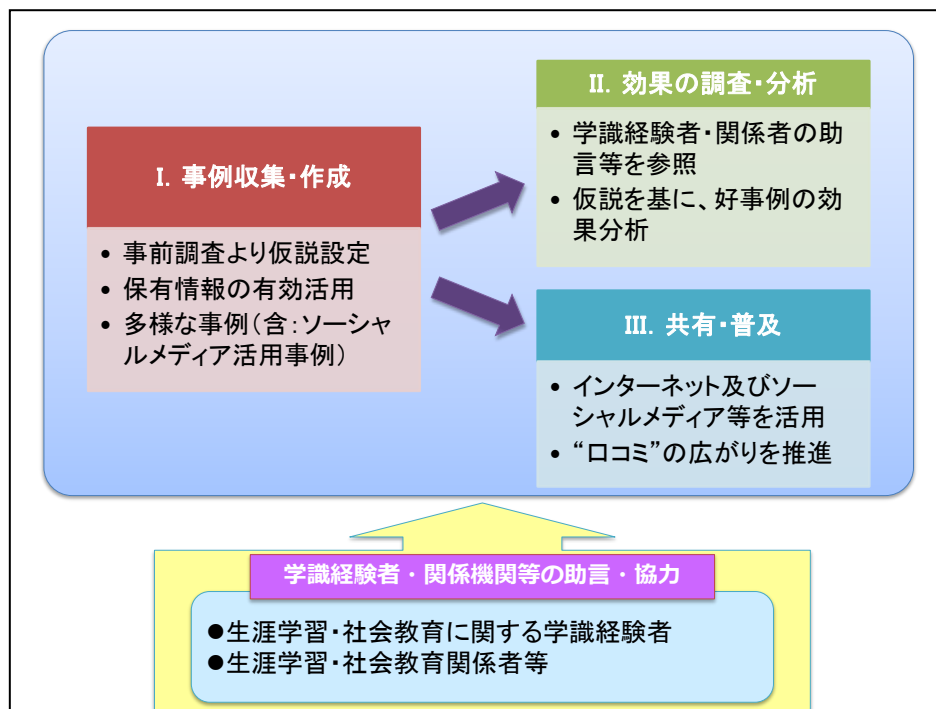 I. 事例収集・作成
• 事前調査より仮説設定
• 保有情報の有効活用
• 多様な事例(含:ソーシャ
ルメディア活用事例)
II. 効果の調査・分析
• 学識経験者・関係者の助
言等を参照
• 仮説を基に、好事例の効
果分析
III. 共有・普及
• インターネット及びソー
シャルメディア等を活用
• “口コミ”の広がりを推進
学識経験者・関係機関等の助言・協力
●生涯学習・社会教育に関する学識経験者
●生涯学習・社会教育関係者等